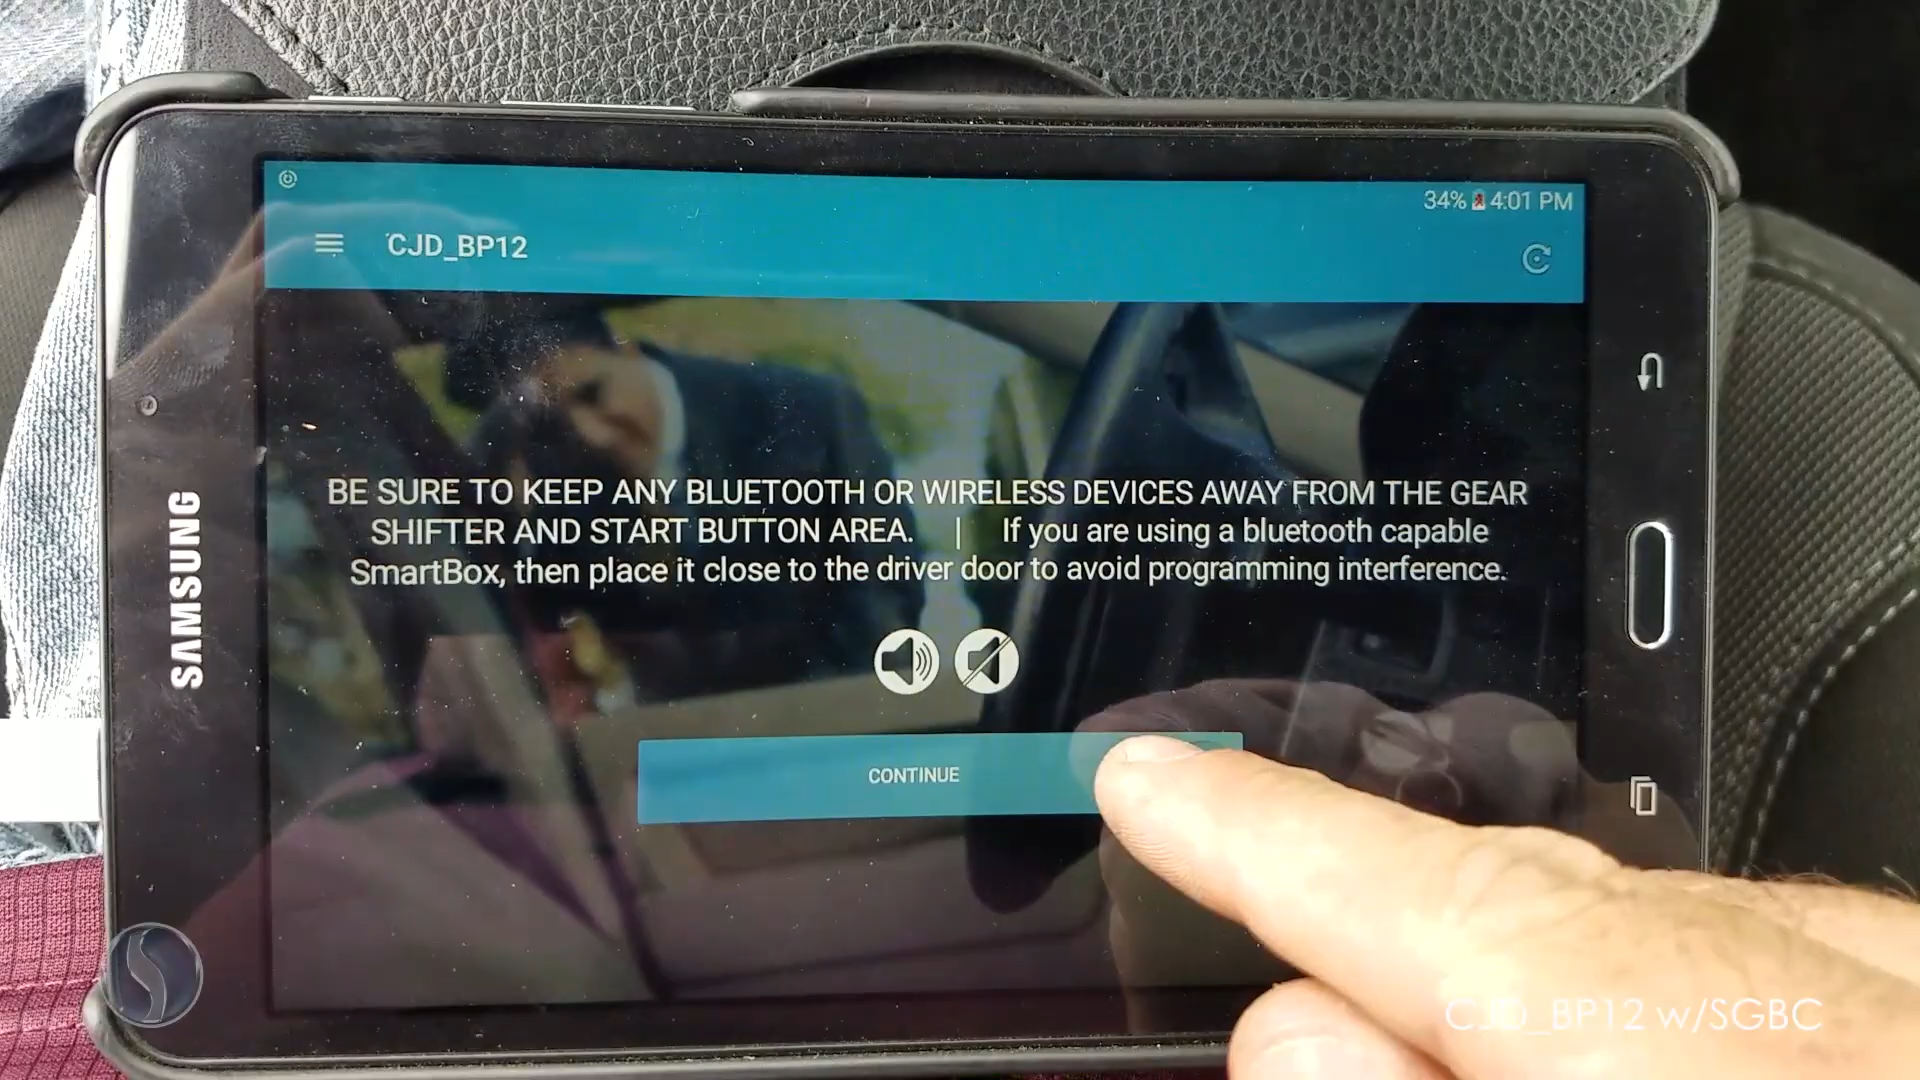 34% 4:01 PM
CJD_BP12
BE SURE TO KEEP ANY BLUETOOTH OR WIRELESS DEVICES AWAY FROM THE GEAR
SHIFTER AND START BUTTON AREA. | If you are using a bluetooth capable
SmartBox, then place it close to the driver door to avoid programming interference.
CONTINUE
SAMSUNG
CJD_BP12 w/SGBC